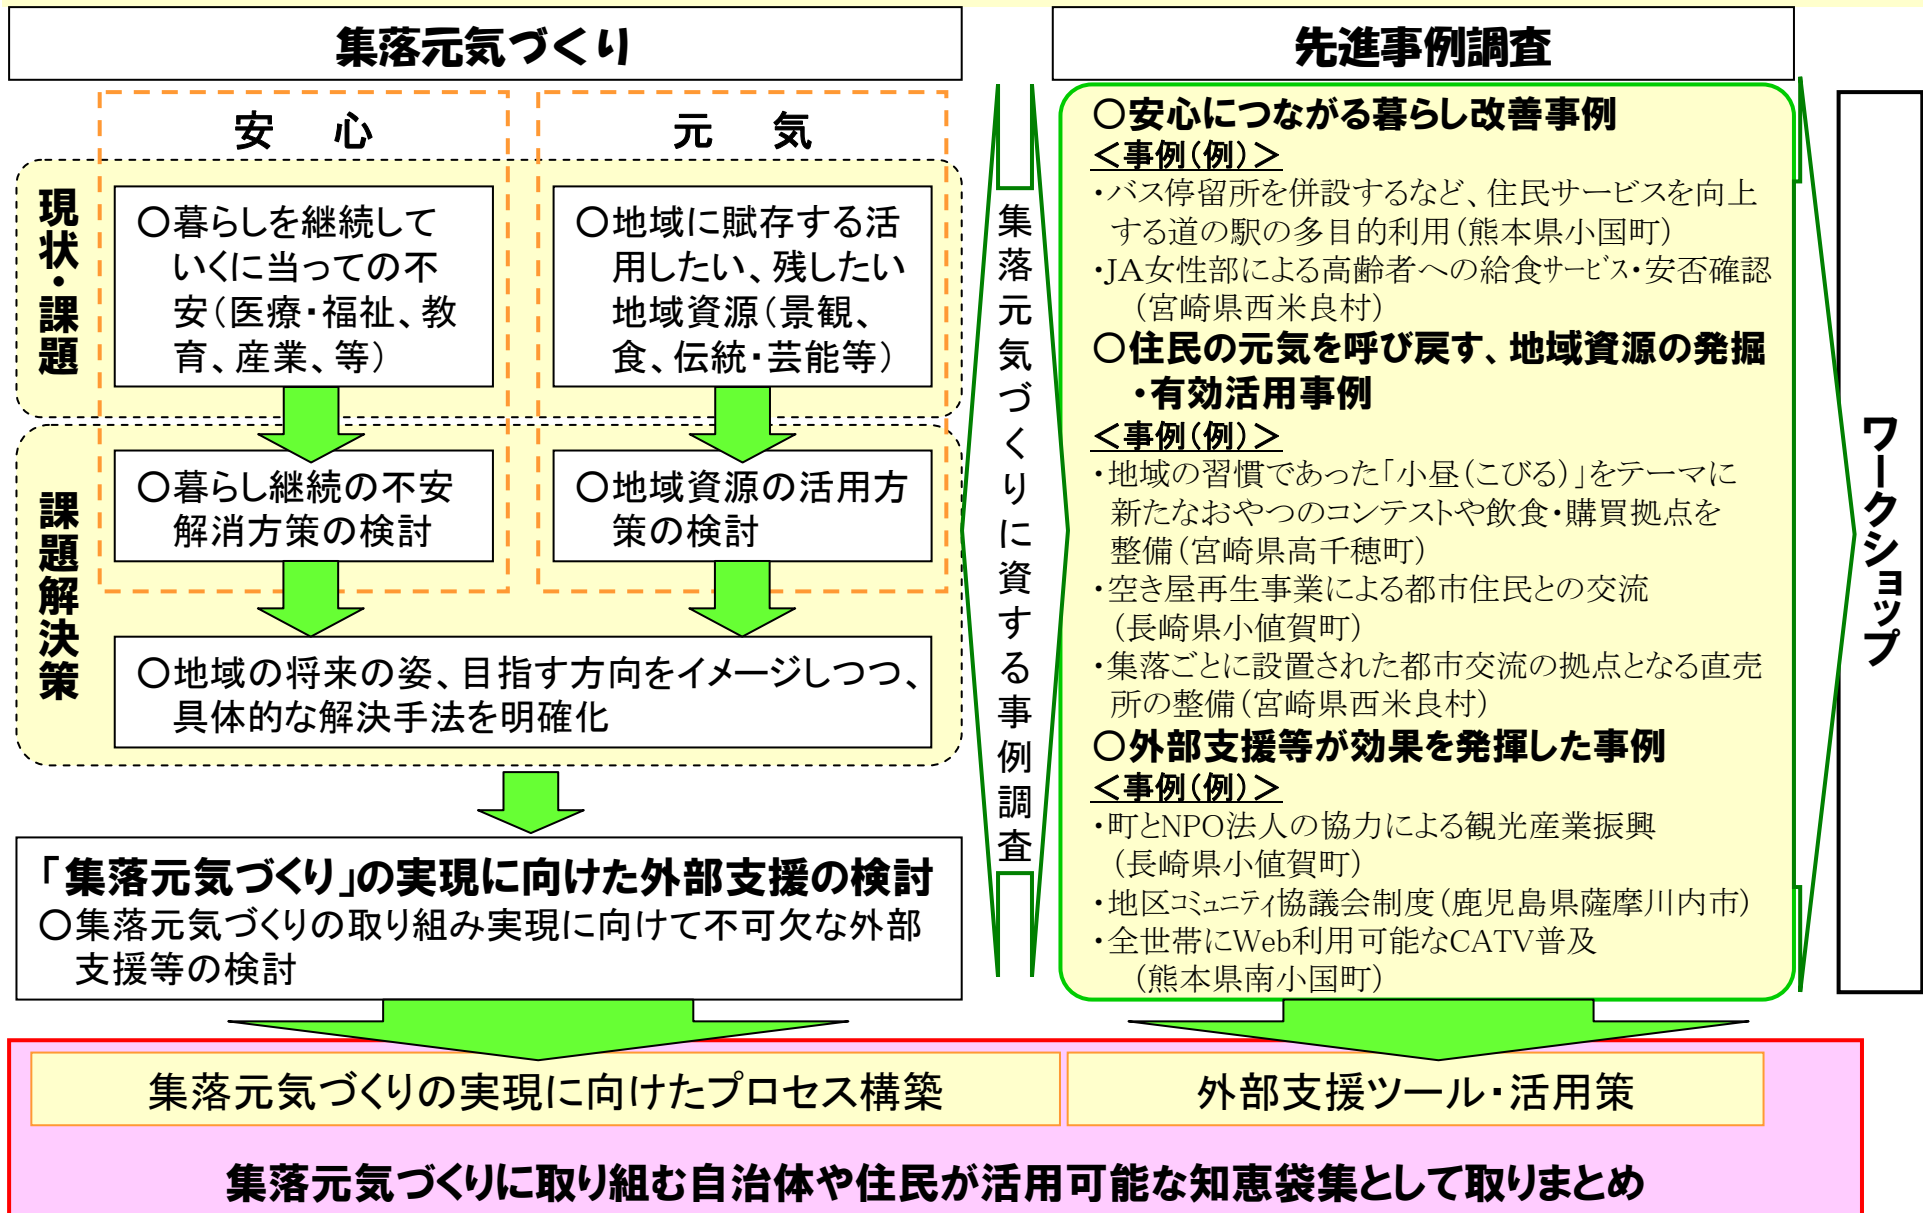 集落元気づくり
安　心
元　気
現状・課題
〇暮らしを継続して
いくに当っての不
安（医療・福祉、教
育、産業、等）
〇地域に賦存する活
用したい、残したい
地域資源（景観、
食、伝統・芸能等）
課題解決策
〇暮らし継続の不安
解消方策の検討
〇地域資源の活用方
策の検討
〇地域の将来の姿、目指す方向をイメージしつつ、
具体的な解決手法を明確化
「集落元気づくり」の実現に向けた外部支援の検討
〇集落元気づくりの取り組み実現に向けて不可欠な外部
支援等の検討
集落元気づくりに資する事例調査
先進事例調査
〇安心につながる暮らし改善事例
＜事例（例）＞
・バス停留所を併設するなど、住民サービスを向上
する道の駅の多目的利用（熊本県小国町）
・JA女性部による高齢者への給食サービス・安否確認
（宮崎県西米良村）
〇住民の元気を呼び戻す、地域資源の発掘
・有効活用事例
＜事例（例）＞
・地域の習慣であった「小昼（こびる）」をテーマに
新たなおやつのコンテストや飲食・購買拠点を
整備（宮崎県高千穂町）
・空き屋再生事業による都市住民との交流
（長崎県小値賀町）
・集落ごとに設置された都市交流の拠点となる直売
所の整備（宮崎県西米良村）
〇外部支援等が効果を発揮した事例
＜事例（例）＞
・町とNPO法人の協力による観光産業振興
（長崎県小値賀町）
・地区コミュニティ協議会制度（鹿児島県薩摩川内市）
・全世帯にWeb利用可能なCATV普及
（熊本県南小国町）
ワークショップ
集落元気づくりの実現に向けたプロセス構築
外部支援ツール・活用策
集落元気づくりに取り組む自治体や住民が活用可能な知恵袋集として取りまとめ